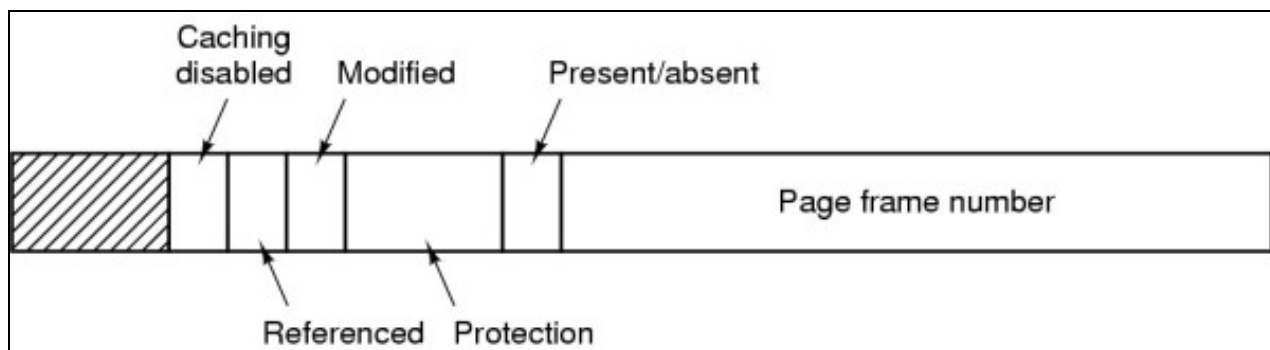 Caching
disabled
Modified
Present/absent
Page frame number
Referenced
Protection